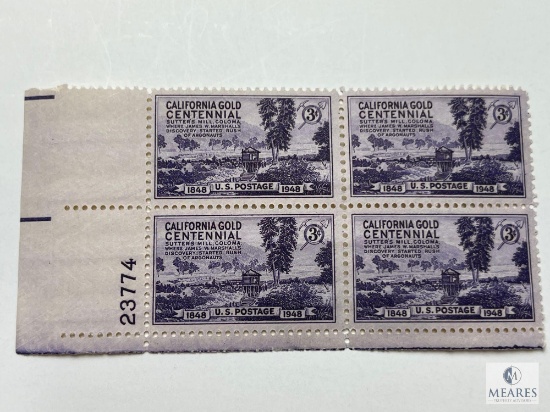 CALIFORNIA GOLD
CENTENNIAL
SUTTER'S MILL, COLOMA
WHERE JAMES W. MARSHALL'S
DISCOVERY STARTED RUSH
OF ARGONAUTS
3¢
1848 U.S. POSTAGE 1948
CALIFORNIA GOLD
CENTENNIAL
SUTTER'S MILL, COLOMA
WHERE JAMES W. MARSHALL'S
DISCOVERY STARTED RUSH
OF ARGONAUTS
3¢
1848 U.S. POSTAGE 1948
CALIFORNIA GOLD
CENTENNIAL
SUTTER'S MILL, COLOMA
WHERE JAMES W. MARSHALL'S
DISCOVERY STARTED RUSH
OF ARGONAUTS
3¢
1848 U.S. POSTAGE 1948
CALIFORNIA GOLD
CENTENNIAL
SUTTER'S MILL, COLOMA
WHERE JAMES W. MARSHALL'S
DISCOVERY STARTED RUSH
OF ARGONAUTS
3¢
1848 U.S. POSTAGE 1948
23774
M
MEARES